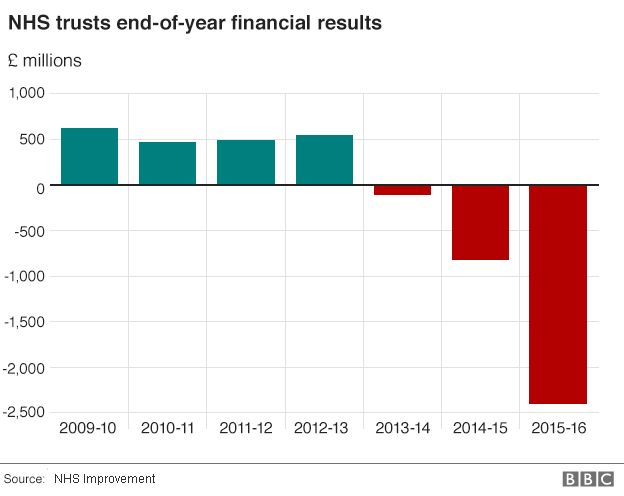 NHS trusts end-of-year financial results
£ millions
1,000
500
0
-500
-1,000
-1,500
-2,000
-2,500
2009-10 2010-11 2011-12 2012-13 2013-14 2014-15 2015-16
Source: NHS Improvement
BBC